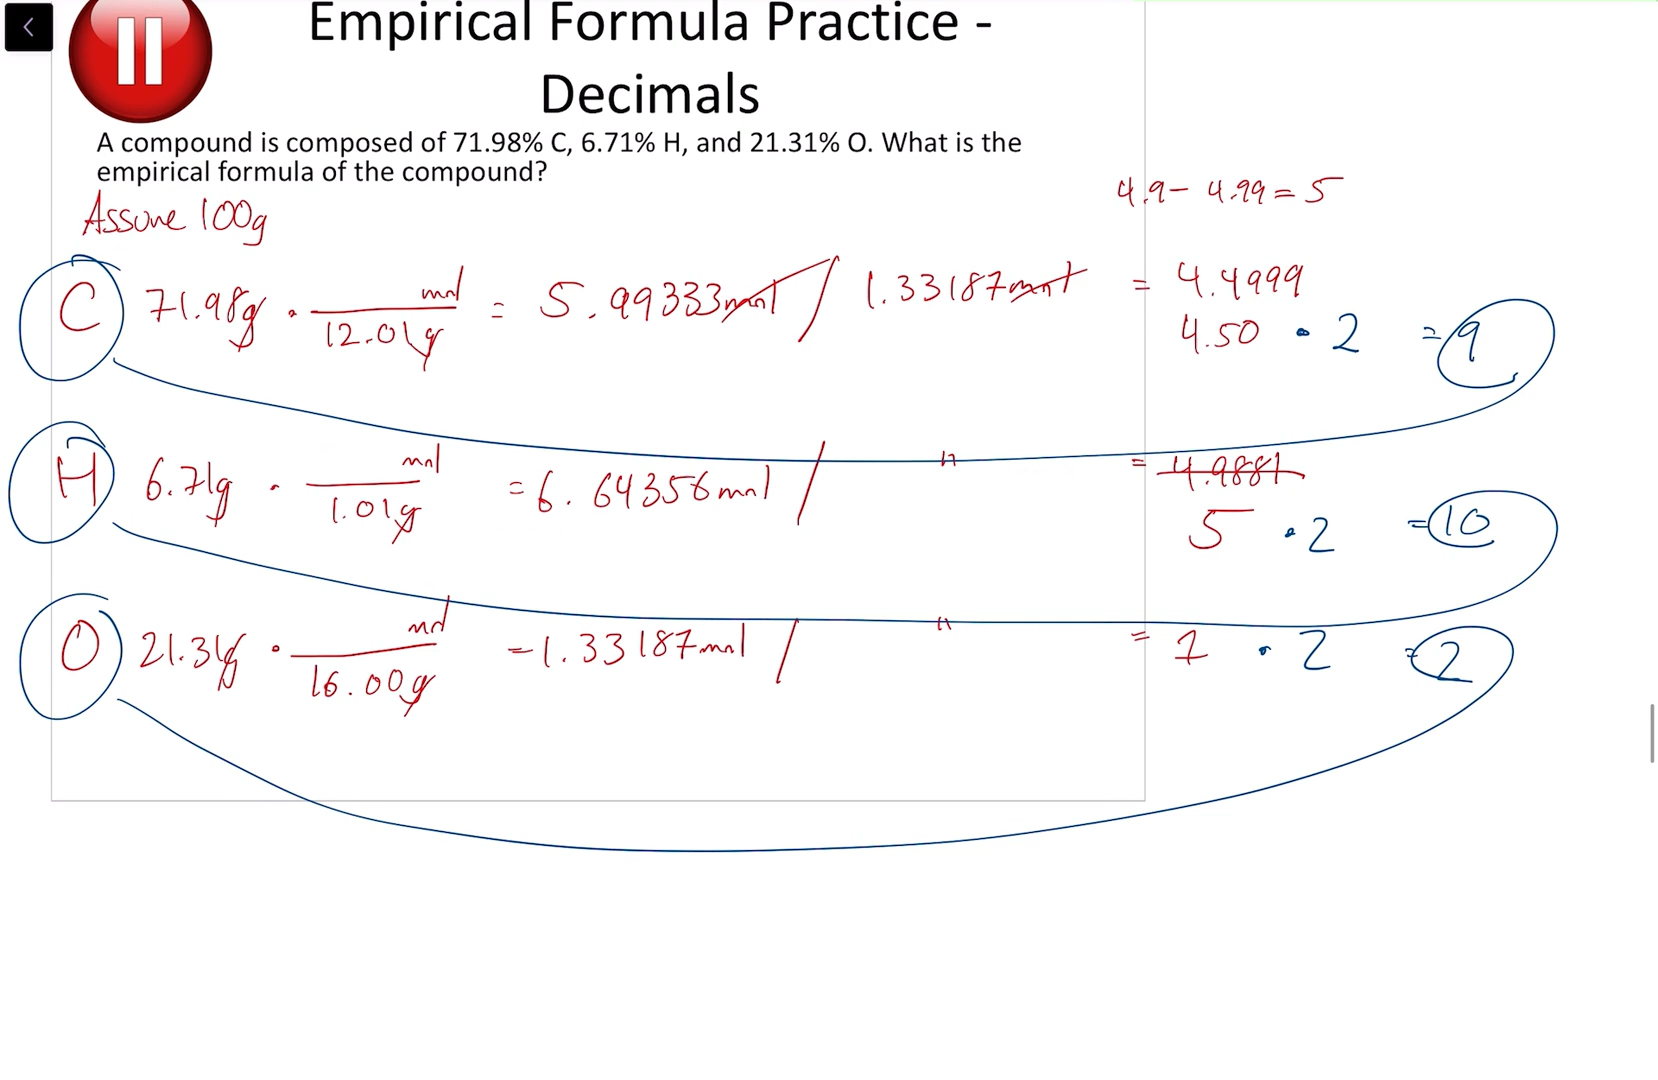 Empirical Formula Practice -
Decimals
A compound is composed of 71.98% C, 6.71% H, and 21.31% O. What is the
empirical formula of the compound?
4.9 - 4.99 = 5
Assume 100g
C 71.98g · mol / 12.01g = 5.99333mol / 1.33187mol = 4.4999
4.50 · 2 = 9
H 6.71g · mol / 1.01g = 6.64356mol / " = 4.9881
5 · 2 = 10
O 21.31g · mol / 16.00g = 1.33187mol / " = 1 · 2 = 2